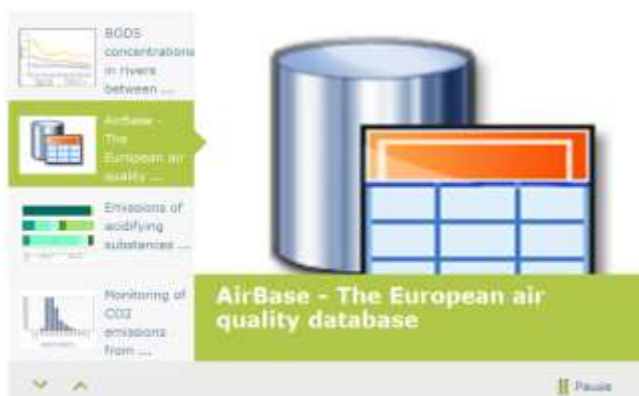 BOD5
concentrations
in rivers
between ...
AirBase -
The
European air
quality ...
Emissions of
acidifying
substances ...
Monitoring of
CO2
emissions
from ...
AirBase - The European air
quality database
Pause